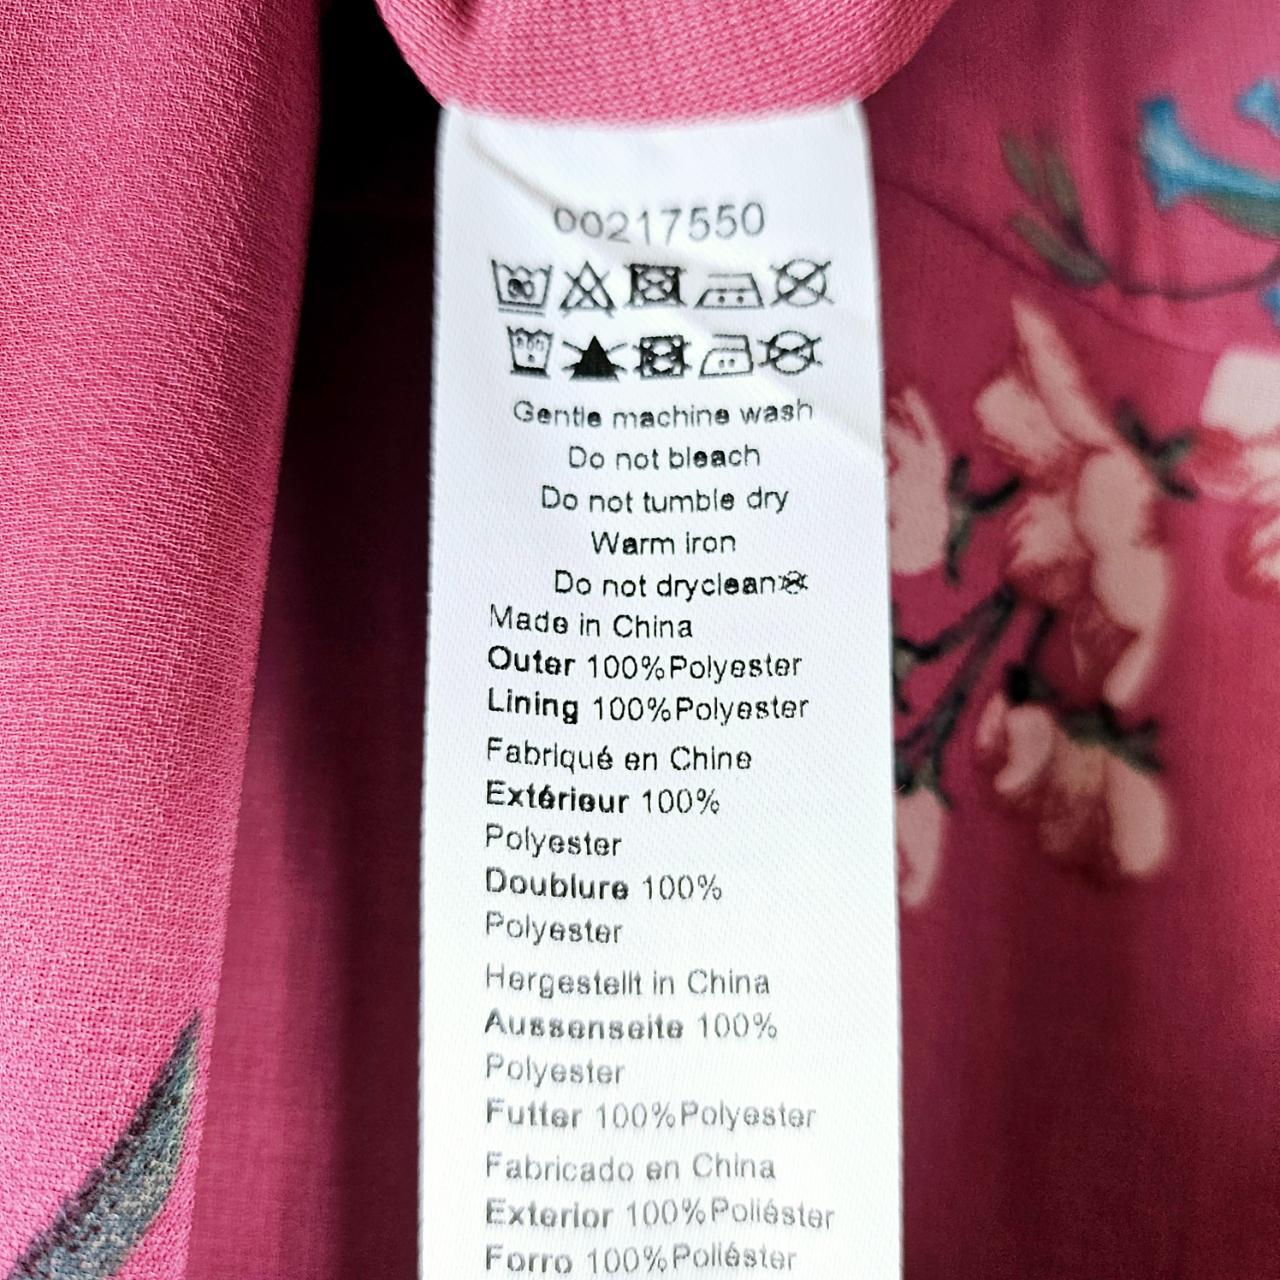 00217550
Gentle machine wash
Do not bleach
Do not tumble dry
Warm iron
Do not dryclean
Made in China
Outer 100%Polyester
Lining 100%Polyester
Fabriqué en Chine
Extérieur 100%
Polyester
Doublure 100%
Polyester
Hergestellt in China
Aussenseite 100%
Polyester
Futter 100%Polyester
Fabricado en China
Exterior 100%Poliéster
Forro 100%Poliéster